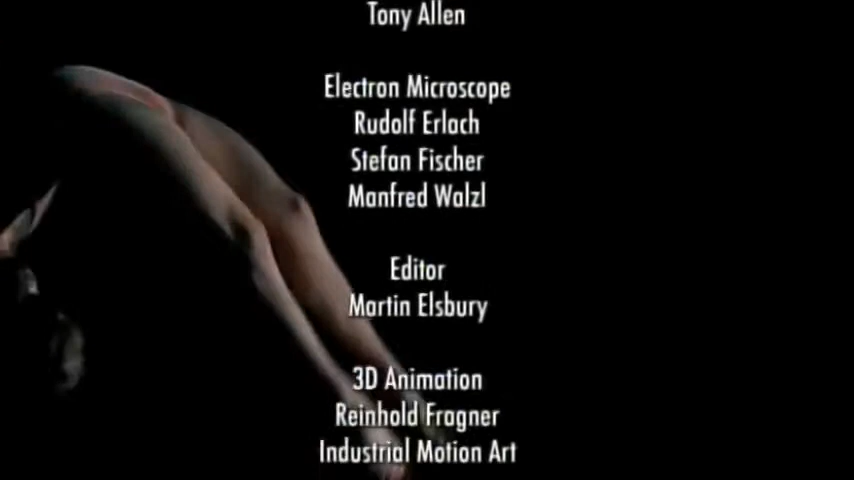 Tony Allen
Electron Microscope
Rudolf Erlach
Stefan Fischer
Manfred Walzl
Editor
Martin Elsbury
3D Animation
Reinhold Fragner
Industrial Motion Art